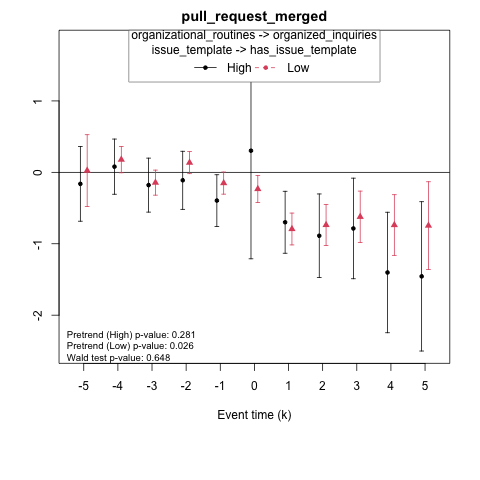 pull_request_merged
organizational_routines -> organized_inquiries
issue_template -> has_issue_template
High Low
1
0
-1
-2
Pretrend (High) p-value: 0.281
Pretrend (Low) p-value: 0.026
Wald test p-value: 0.648
-5 -4 -3 -2 -1 0 1 2 3 4 5
Event time (k)